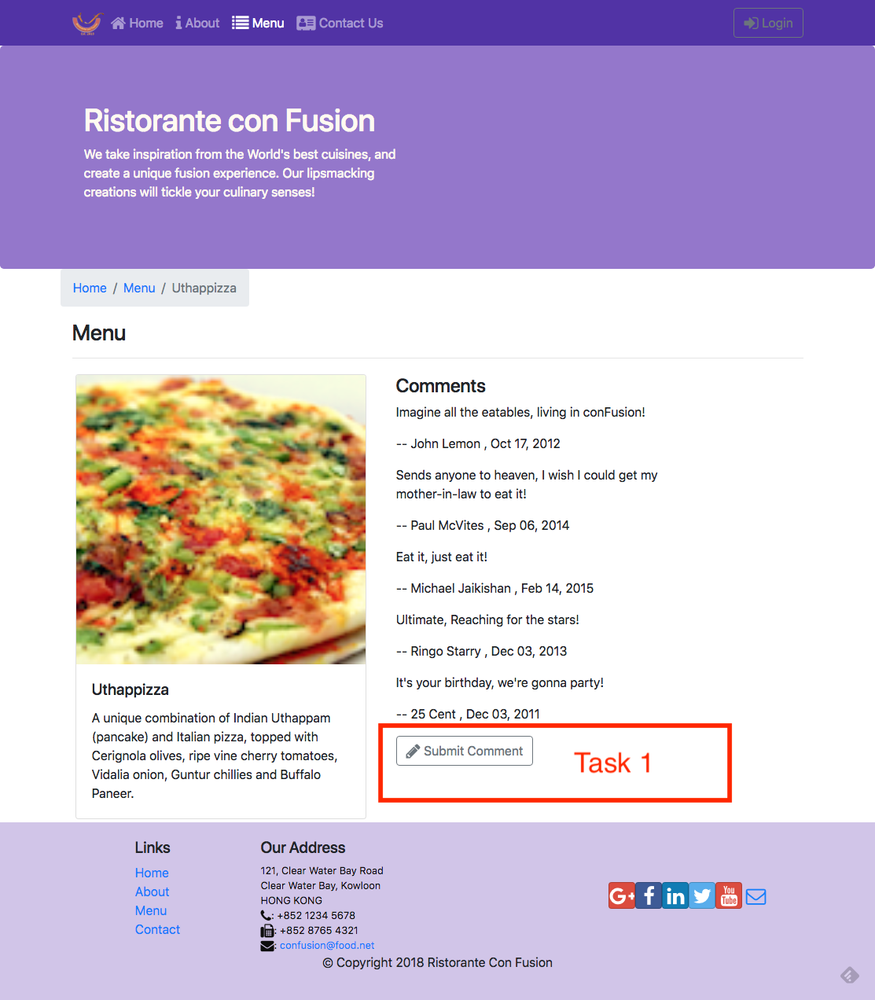 Home About Menu Contact Us Login
Ristorante con Fusion
We take inspiration from the World's best cuisines, and
create a unique fusion experience. Our lipsmacking
creations will tickle your culinary senses!
Home / Menu / Uthappizza
Menu
Uthappizza
A unique combination of Indian Uthappam
(pancake) and Italian pizza, topped with
Cerignola olives, ripe vine cherry tomatoes,
Vidalia onion, Guntur chillies and Buffalo
Paneer.
Comments
Imagine all the eatables, living in conFusion!
-- John Lemon , Oct 17, 2012
Sends anyone to heaven, I wish I could get my
mother-in-law to eat it!
-- Paul McVites , Sep 06, 2014
Eat it, just eat it!
-- Michael Jaikishan , Feb 14, 2015
Ultimate, Reaching for the stars!
-- Ringo Starry , Dec 03, 2013
It's your birthday, we're gonna party!
-- 25 Cent , Dec 03, 2011
Submit Comment
Task 1
Links
Home
About
Menu
Contact
Our Address
121, Clear Water Bay Road
Clear Water Bay, Kowloon
HONG KONG
: +852 1234 5678
: +852 8765 4321
: confusion@food.net
G+ f in You Tube
© Copyright 2018 Ristorante Con Fusion